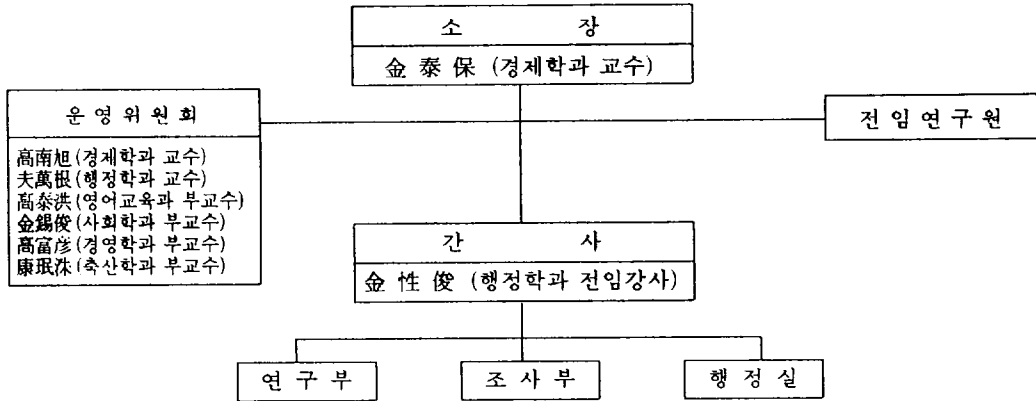 소 장
金 泰 保 (경제학과 교수)
운 영 위 원 회
高南旭 (경제학과 교수)
夫萬根 (행정학과 교수)
高泰洪 (영어교육과 부교수)
金錫俊 (사회학과 부교수)
高富彦 (경영학과 부교수)
康珉洙 (축산학과 부교수)
전 임 연 구 원
간 사
金 性 俊 (행정학과 전임강사)
연 구 부
조 사 부
행 정 실